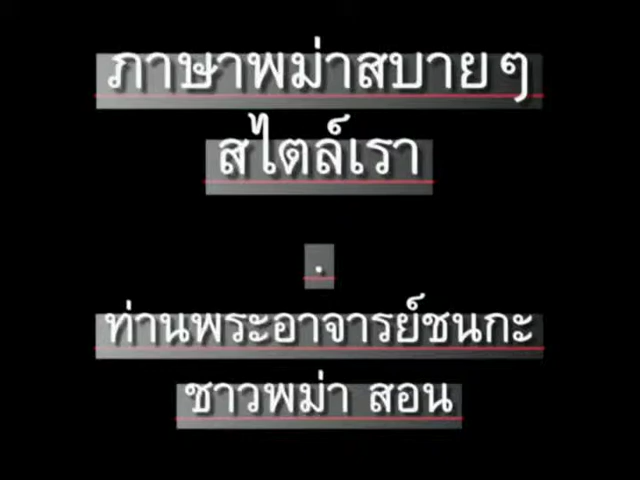 ภาษาพม่าสบายๆ
สไตล์เรา
.
ท่านพระอาจารย์ชนกะ
ชาวพม่า สอน